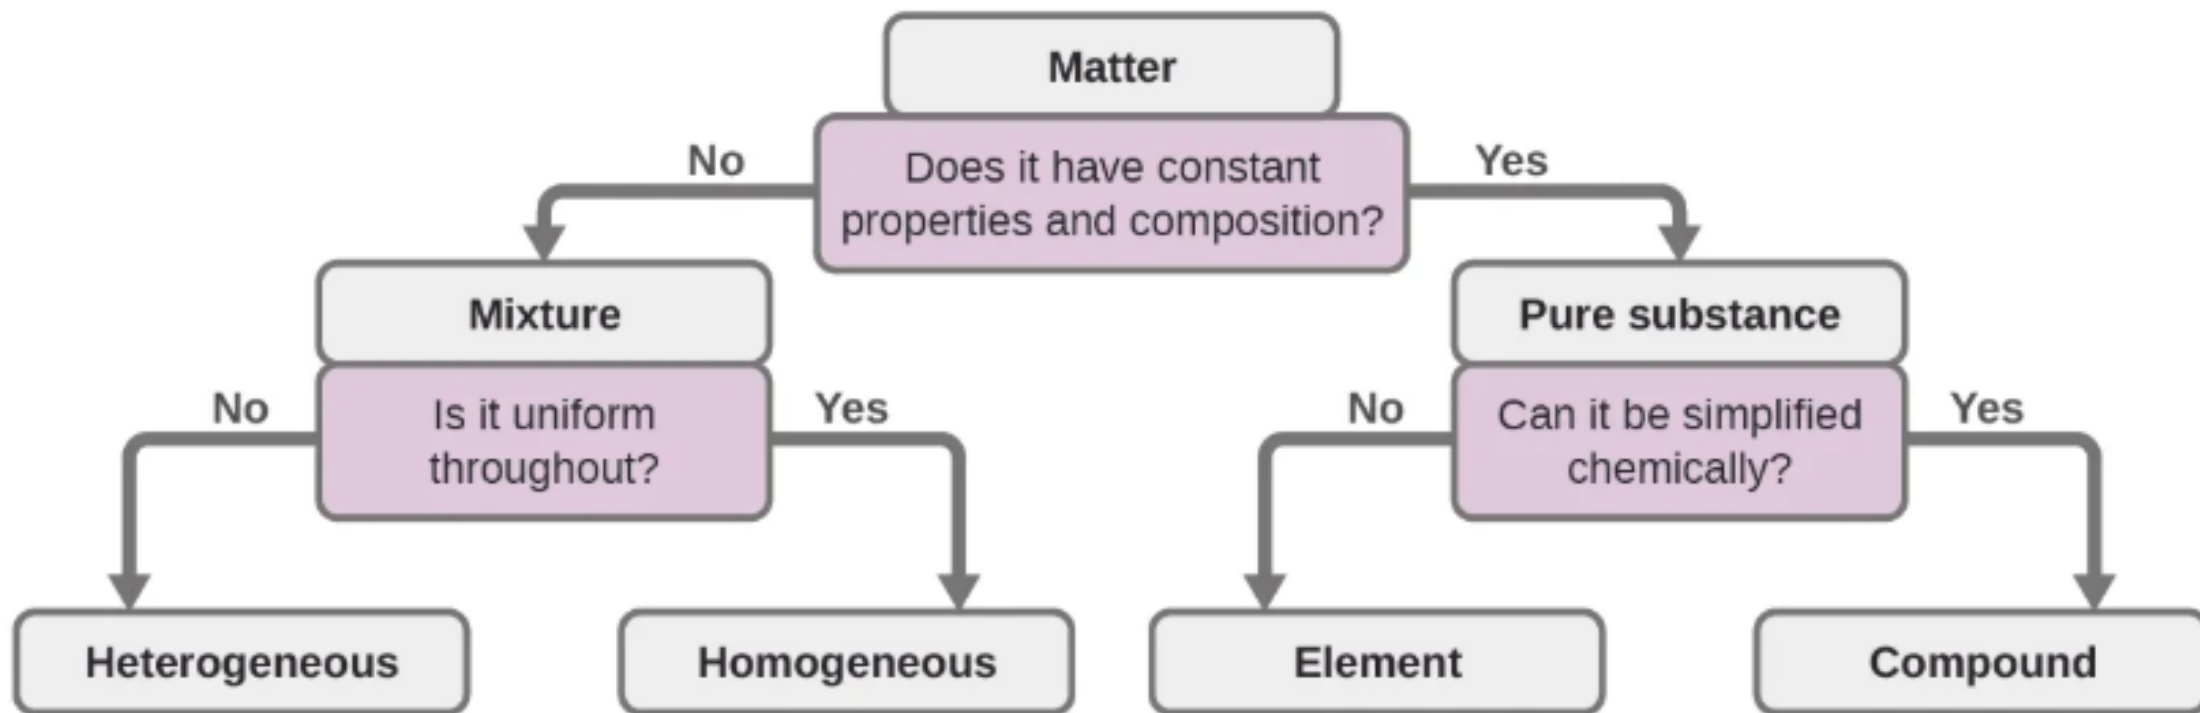 Matter
No
Does it have constant
properties and composition?
Yes
Mixture
Pure substance
No
Is it uniform
throughout?
Yes
No
Can it be simplified
chemically?
Yes
Heterogeneous
Homogeneous
Element
Compound